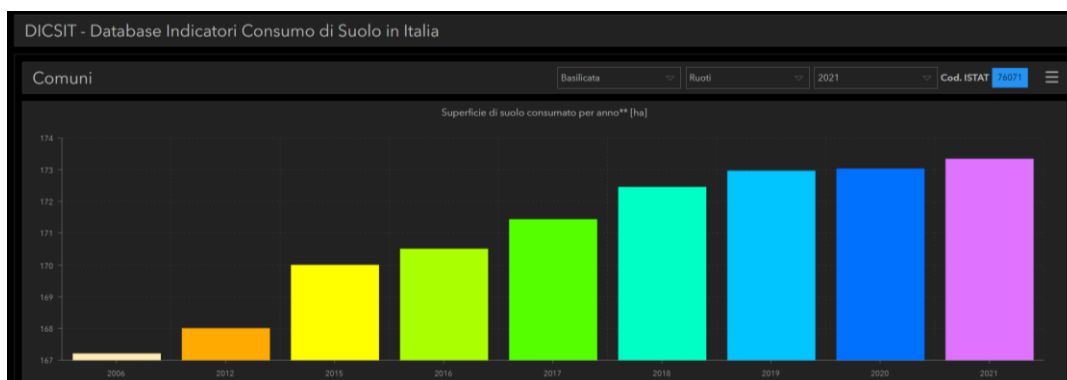 DICSIT - Database Indicatori Consumo di Suolo in Italia
Comuni Basilicata Ruoti 2021 Cod. ISTAT 76071
Superficie di suolo consumato per anno** [ha]
174
173
172
171
170
169
168
167
2006 2012 2015 2016 2017 2018 2019 2020 2021